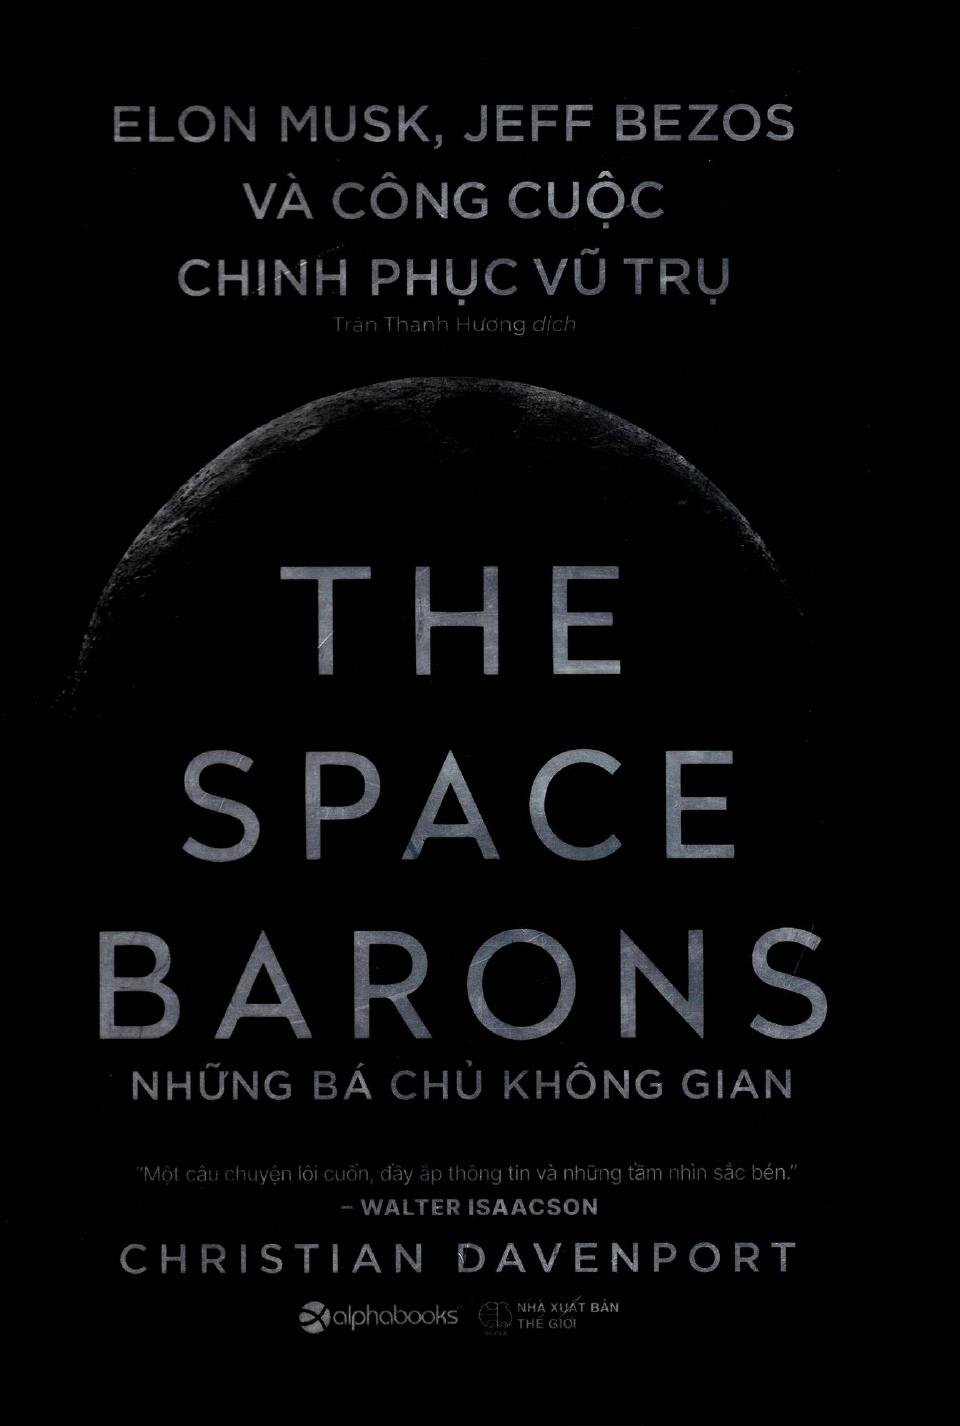 ELON MUSK, JEFF BEZOS
VÀ CÔNG CUỘC
CHINH PHỤC VŨ TRỤ
Trần Thanh Hương dịch
THE
SPACE
BARONS
NHỮNG BÁ CHỦ KHÔNG GIAN
“Một câu chuyện lôi cuốn, đầy ắp thông tin và những tầm nhìn sắc bén.”
– WALTER ISAACSON
CHRISTIAN DAVENPORT
alphabooks®
NHÀ XUẤT BẢN
THẾ GIỚI